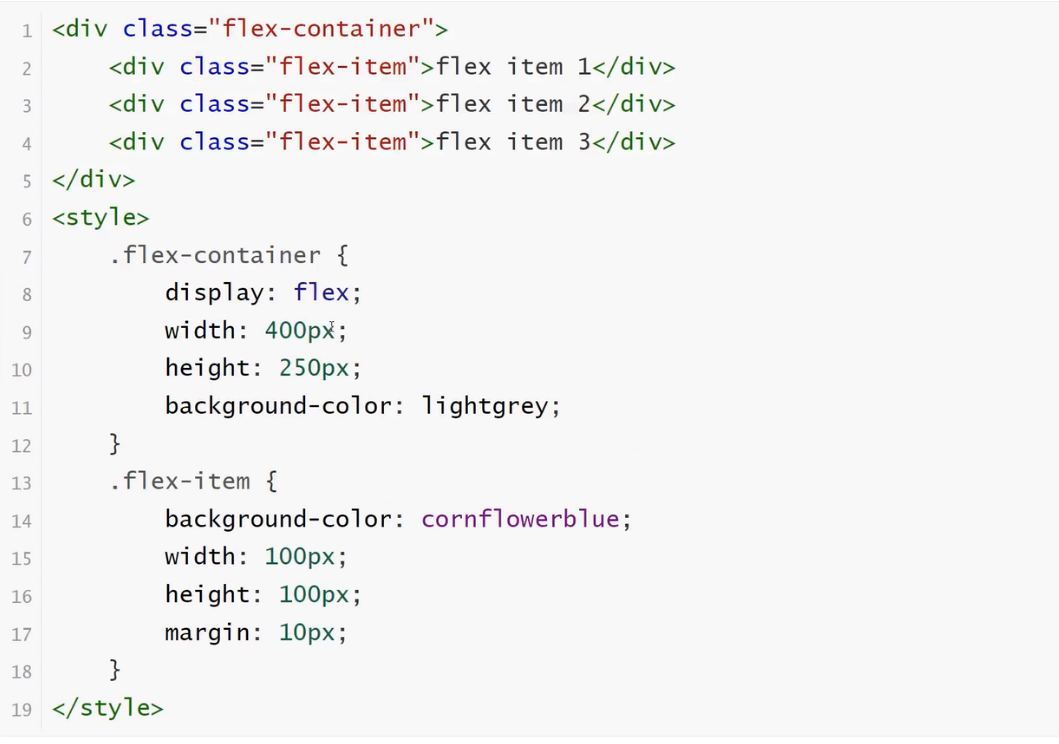 1 <div class="flex-container">
2     <div class="flex-item">flex item 1</div>
3     <div class="flex-item">flex item 2</div>
4     <div class="flex-item">flex item 3</div>
5 </div>
6 <style>
7     .flex-container {
8         display: flex;
9         width: 400px;
10         height: 250px;
11         background-color: lightgrey;
12     }
13     .flex-item {
14         background-color: cornflowerblue;
15         width: 100px;
16         height: 100px;
17         margin: 10px;
18     }
19 </style>